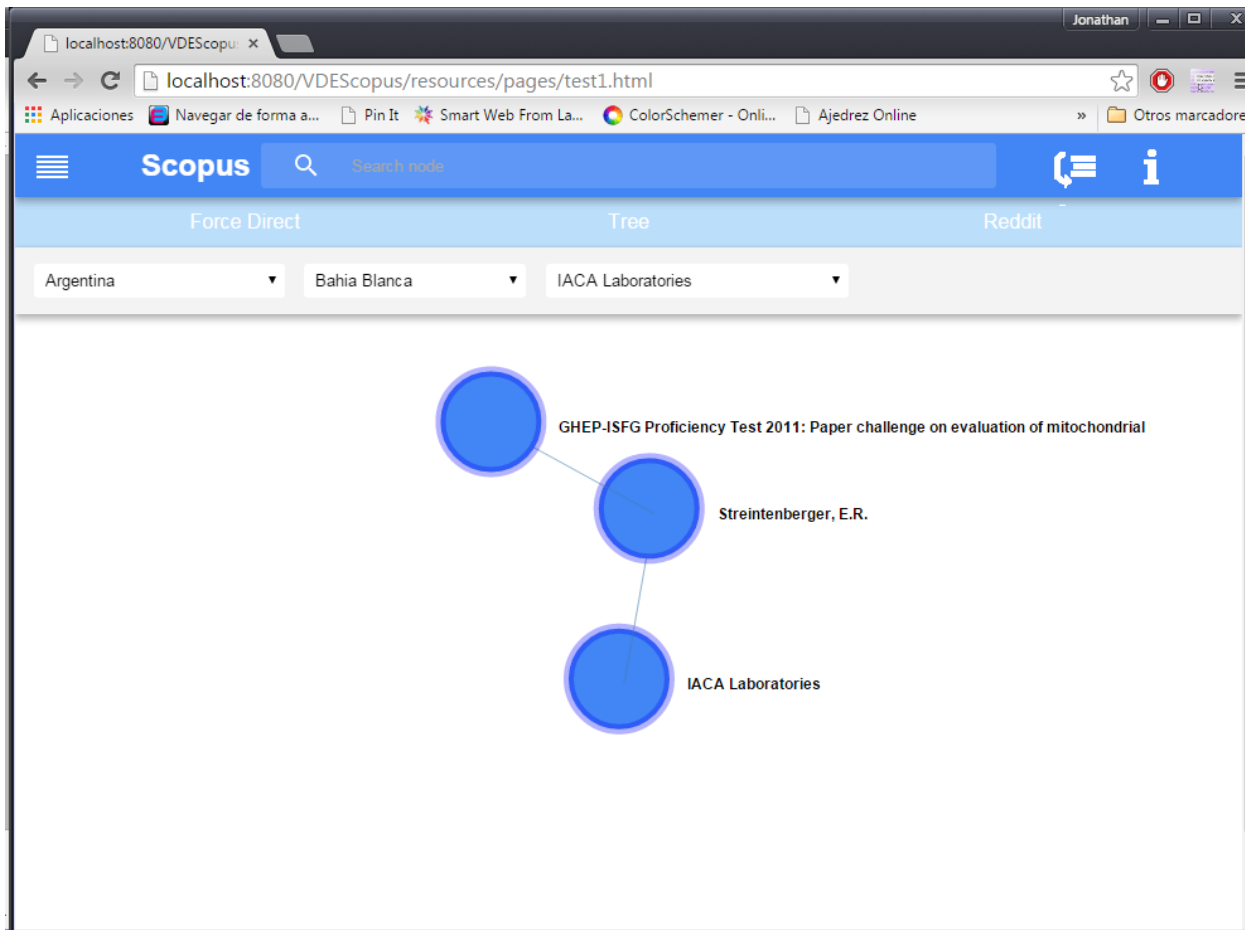 Jonathan
localhost:8080/VDEScopu
localhost:8080/VDEScopus/resources/pages/test1.html
Aplicaciones Navegar de forma a... Pin It Smart Web From La... ColorSchemer - Onli... Ajedrez Online » Otros marcadore
Scopus Search node
Force Direct Tree Reddit
Argentina Bahia Blanca IACA Laboratories
GHEP-ISFG Proficiency Test 2011: Paper challenge on evaluation of mitochondrial
Streintenberger, E.R.
IACA Laboratories